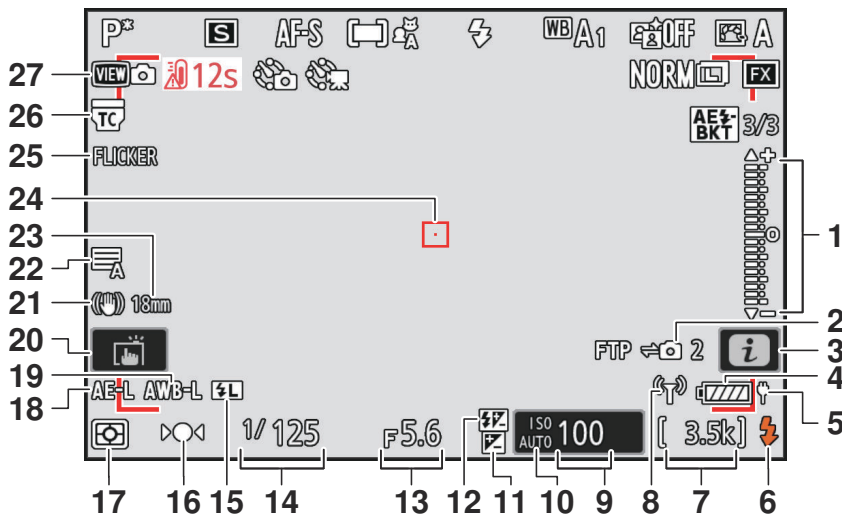 P* S AF-S A WB A1 OFF A
27 VIEW 12s NORM L FX
26 TC AE BKT 3/3
25 FLICKER
24
1
23
22 A
21 18mm
20
2
FTP 2 i 3
19
4
18 AE-L AWB-L L
5
1/125 F5.6 ISO AUTO 100 [3.5k]
17 16 15 14 13 12 11 10 9 8 7 6